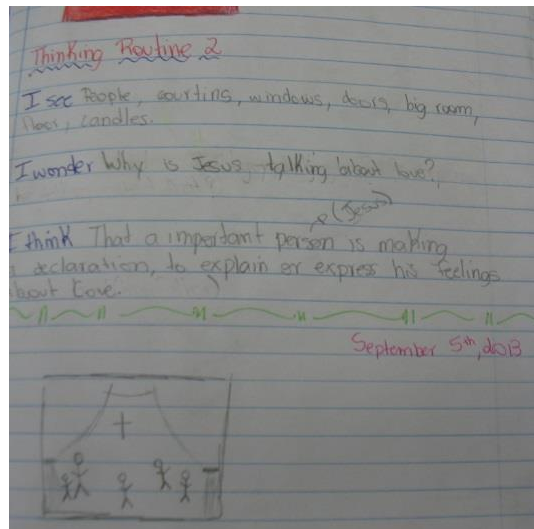 Thinking Routine 2
I see People, courtins, windows, doors, big room,
floor, candles.
I wonder Why is Jesus talking about love?
(Jesus)
I think That a important person is making
a declaration, to explain or express his feelings
about Love.
September 5th, 2013